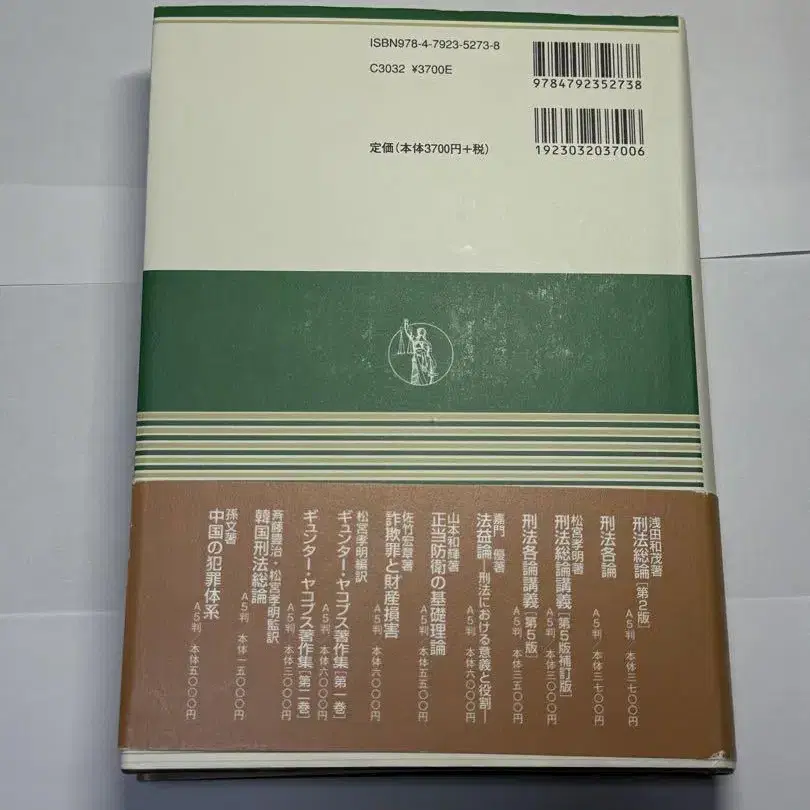 ISBN978-4-7923-5273-8
C3032 ¥3700E
定価(本体3700円+税)
9784792352738
1923032037006
浅田和茂著
刑法総論[第2版]
A5判 本体三七〇〇円
刑法各論
A5判 本体三七〇〇円
松宮孝明著
刑法総論講義[第5版補訂版]
A5判 本体三〇〇〇円
刑法各論講義[第5版]
A5判 本体三五〇〇円
嘉門 優著
法益論―刑法における意義と役割―
A5判 本体六〇〇〇円
山本和輝著
正当防衛の基礎理論
A5判 本体五五〇〇円
佐竹宏章著
詐欺罪と財産損害
A5判 本体六〇〇〇円
松宮孝明編訳
ギュンター・ヤコブス著作集[第一巻]
A5判 本体六〇〇〇円
ギュンター・ヤコブス著作集[第二巻]
A5判 本体三〇〇〇円
斉藤豊治・松宮孝明監訳
韓国刑法総論
A5判 本体一五〇〇〇円
孫文著
中国の犯罪体系
A5判 本体五〇〇〇円